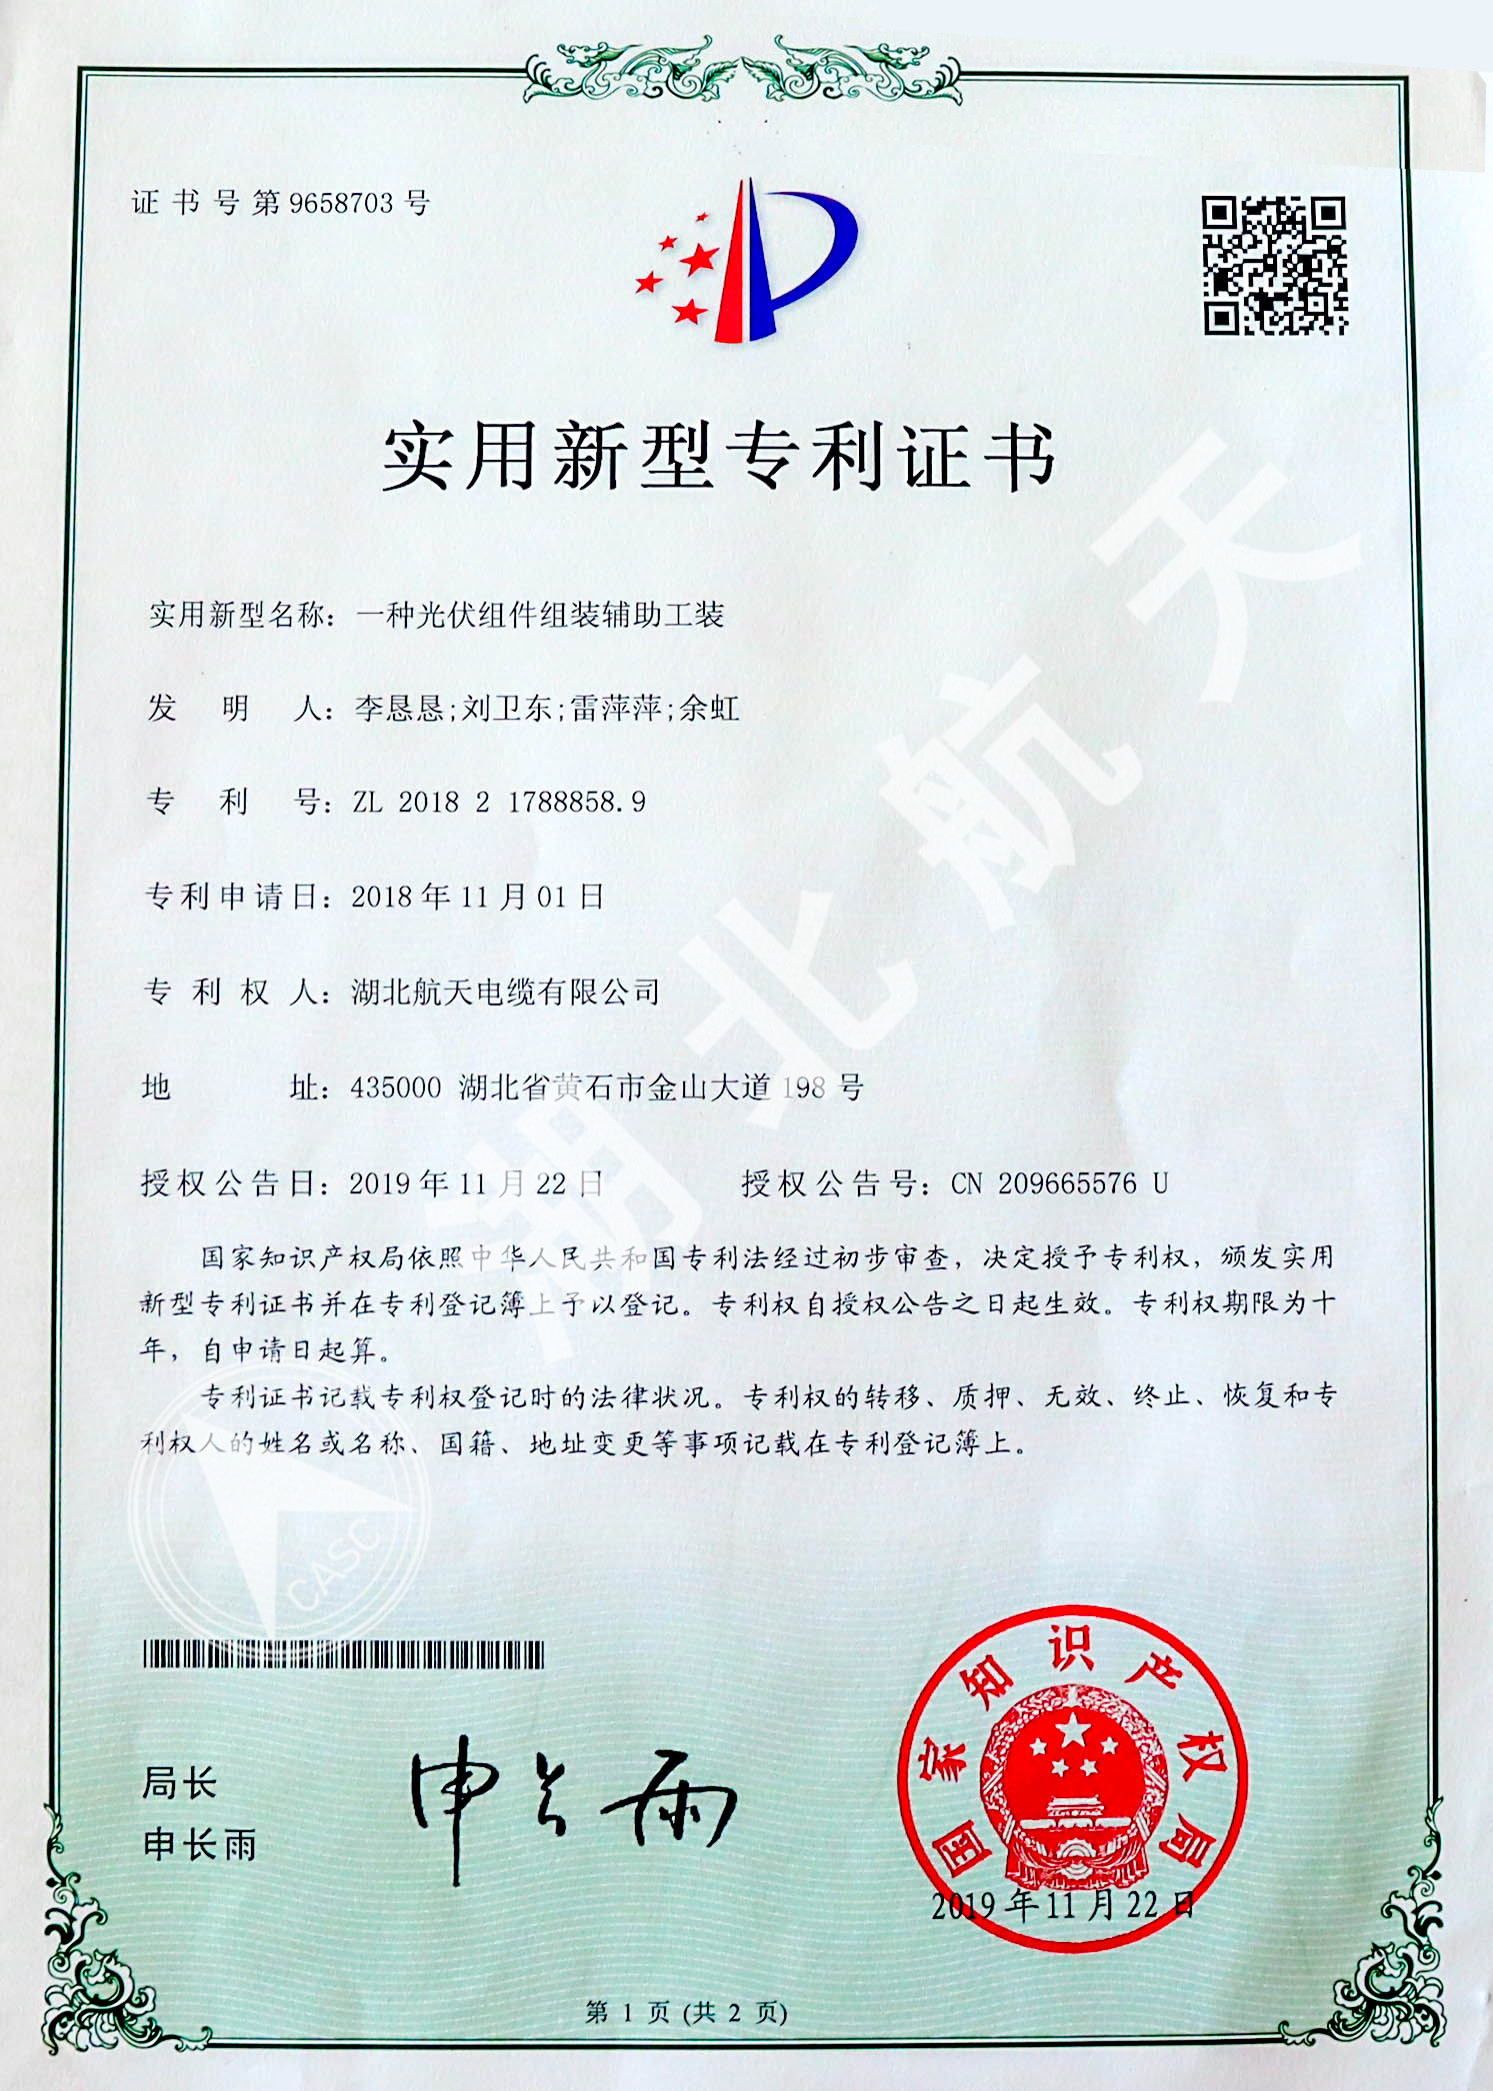 证书号第9658703号
实用新型专利证书
实用新型名称：一种光伏组件组装辅助工装
发明人：李恳恳;刘卫东;雷萍萍;余虹
专利号：ZL 2018 2 1788858.9
专利申请日：2018年11月01日
专利权人：湖北航天电缆有限公司
地址：435000 湖北省黄石市金山大道198号
授权公告日：2019年11月22日 授权公告号：CN 209665576 U
国家知识产权局依照中华人民共和国专利法经过初步审查，决定授予专利权，颁发实用
新型专利证书并在专利登记簿上予以登记。专利权自授权公告之日起生效。专利权期限为十
年，自申请日起算。
专利证书记载专利权登记时的法律状况。专利权的转移、质押、无效、终止、恢复和专
利权人的姓名或名称、国籍、地址变更等事项记载在专利登记簿上。
湖北航天
CASC
局长
申长雨
申长雨
国家知识产权局
2019年11月22日
第 1 页 (共 2 页)